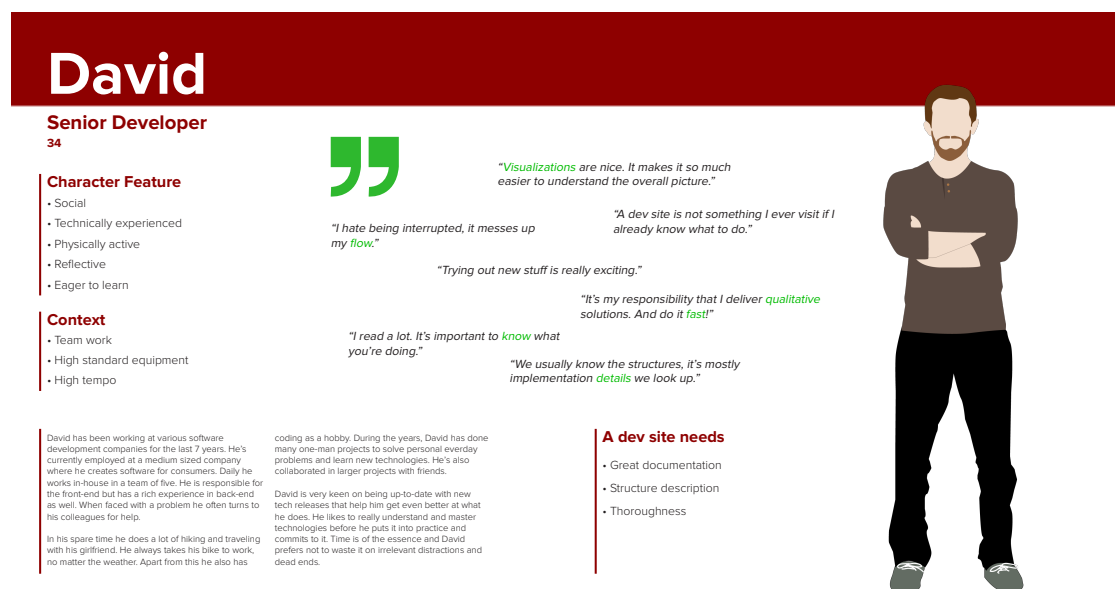 David
Senior Developer
34
Character Feature
• Social
• Technically experienced
• Physically active
• Reflective
• Eager to learn
Context
• Team work
• High standard equipment
• High tempo
“Visualizations are nice. It makes it so much
easier to understand the overall picture.”
“A dev site is not something I ever visit if I
already know what to do.”
“I hate being interrupted, it messes up
my flow.”
“Trying out new stuff is really exciting.”
“It’s my responsibility that I deliver qualitative
solutions. And do it fast!”
“I read a lot. It’s important to know what
you’re doing.”
“We usually know the structures, it’s mostly
implementation details we look up.”
David has been working at various software
development companies for the last 7 years. He’s
currently employed at a medium sized company
where he creates software for consumers. Daily he
works in-house in a team of five. He is responsible for
the front-end but has a rich experience in back-end
as well. When faced with a problem he often turns to
his colleagues for help.
In his spare time he does a lot of hiking and traveling
with his girlfriend. He always takes his bike to work,
no matter the weather. Apart from this he also has
coding as a hobby. During the years, David has done
many one-man projects to solve personal everday
problems and learn new technologies. He’s also
collaborated in larger projects with friends.
David is very keen on being up-to-date with new
tech releases that help him get even better at what
he does. He likes to really understand and master
technologies before he puts it into practice and
commits to it. Time is of the essence and David
prefers not to waste it on irrelevant distractions and
dead ends.
A dev site needs
• Great documentation
• Structure description
• Thoroughness